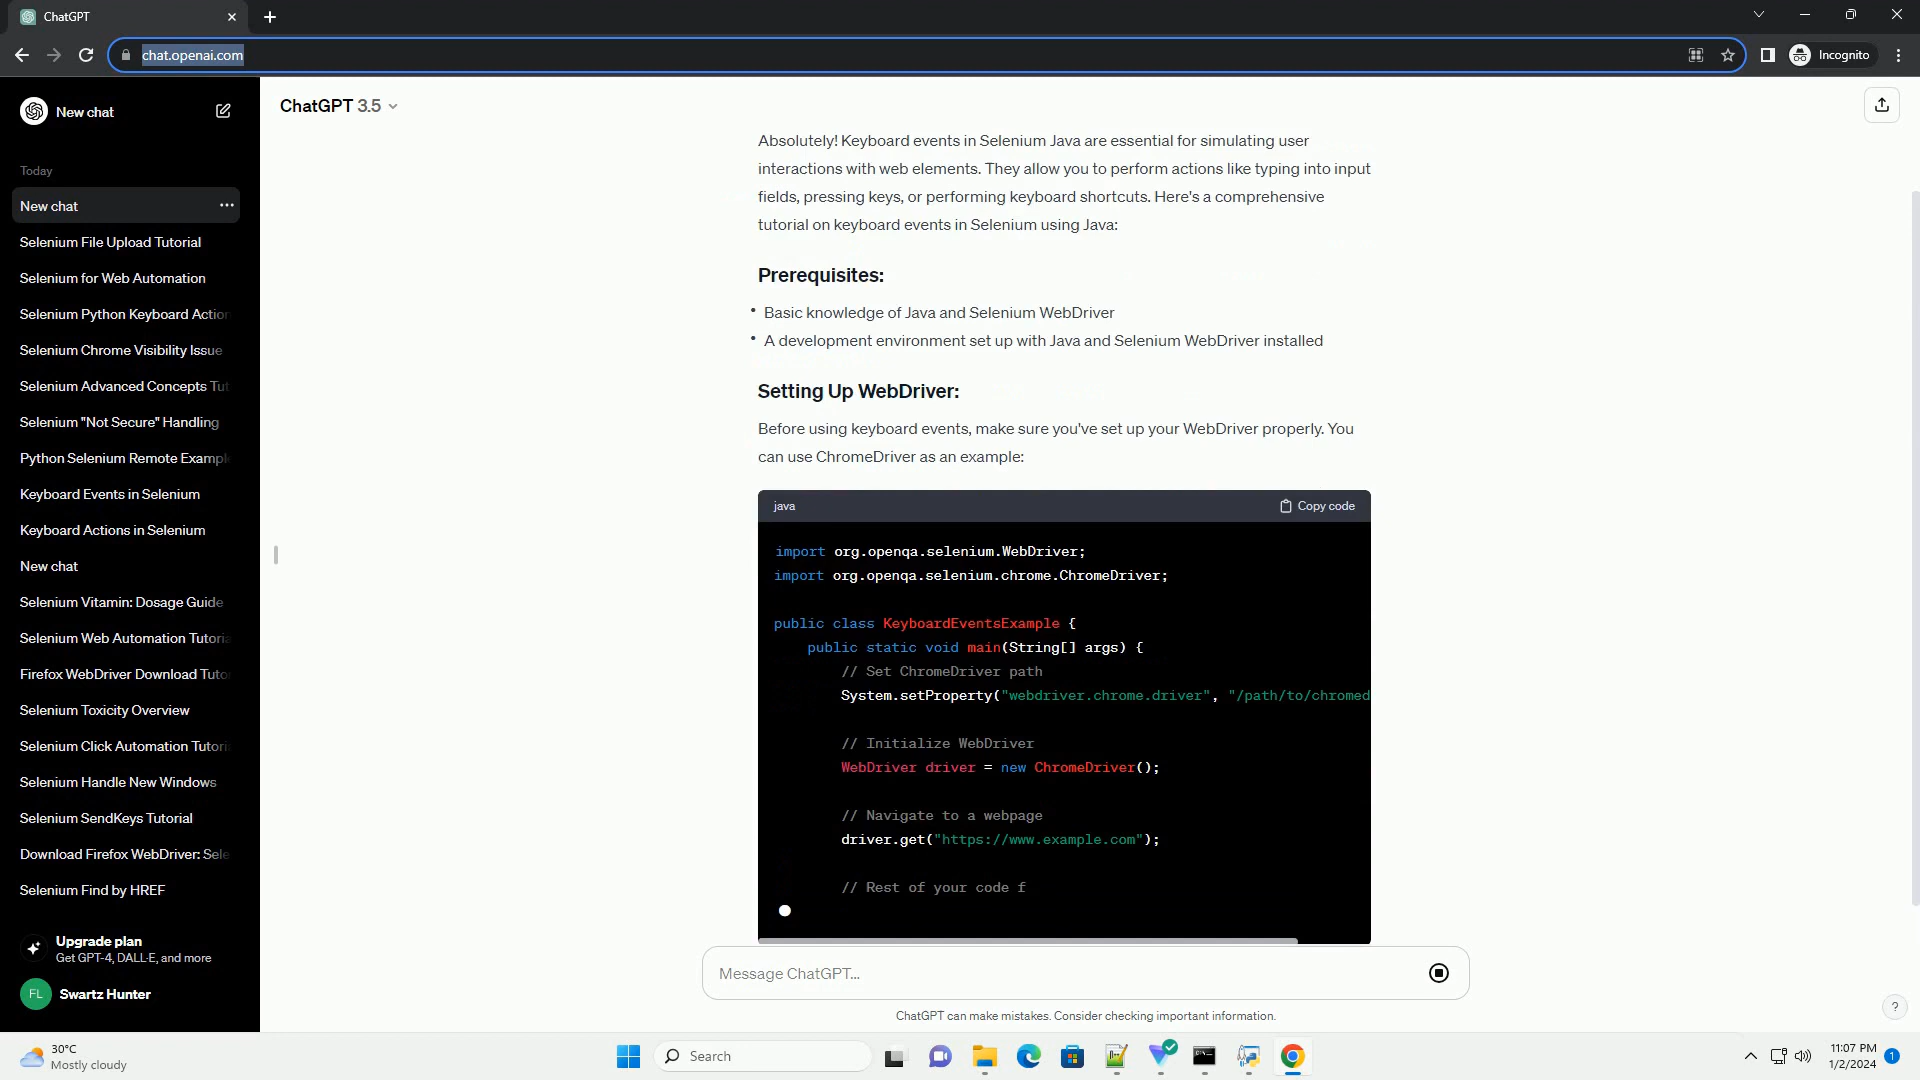 ChatGPT
chat.openai.com
Incognito
New chat
Today
New chat
Selenium File Upload Tutorial
Selenium for Web Automation
Selenium Python Keyboard Action
Selenium Chrome Visibility Issue
Selenium Advanced Concepts Tut
Selenium "Not Secure" Handling
Python Selenium Remote Example
Keyboard Events in Selenium
Keyboard Actions in Selenium
New chat
Selenium Vitamin: Dosage Guide
Selenium Web Automation Tutoria
Firefox WebDriver Download Tuto
Selenium Toxicity Overview
Selenium Click Automation Tutori
Selenium Handle New Windows
Selenium SendKeys Tutorial
Download Firefox WebDriver: Sele
Selenium Find by HREF
Upgrade plan
Get GPT-4, DALL·E, and more
FL Swartz Hunter
ChatGPT 3.5
Absolutely! Keyboard events in Selenium Java are essential for simulating user
interactions with web elements. They allow you to perform actions like typing into input
fields, pressing keys, or performing keyboard shortcuts. Here's a comprehensive
tutorial on keyboard events in Selenium using Java:
Prerequisites:
• Basic knowledge of Java and Selenium WebDriver
• A development environment set up with Java and Selenium WebDriver installed
Setting Up WebDriver:
Before using keyboard events, make sure you've set up your WebDriver properly. You
can use ChromeDriver as an example:
java Copy code
import org.openqa.selenium.WebDriver;
import org.openqa.selenium.chrome.ChromeDriver;
public class KeyboardEventsExample {
public static void main(String[] args) {
// Set ChromeDriver path
System.setProperty("webdriver.chrome.driver", "/path/to/chromed
// Initialize WebDriver
WebDriver driver = new ChromeDriver();
// Navigate to a webpage
driver.get("https://www.example.com");
// Rest of your code f
Message ChatGPT...
ChatGPT can make mistakes. Consider checking important information.
?
30°C
Mostly cloudy
Search
11:07 PM
1/2/2024
1